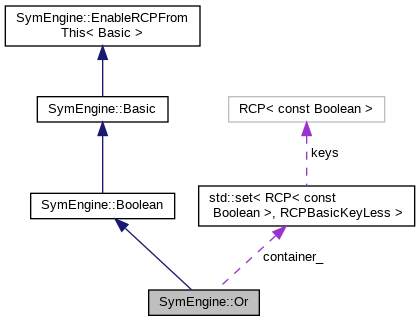 SymEngine::EnableRCPFrom
This< Basic >
SymEngine::Basic
RCP< const Boolean >
keys
SymEngine::Boolean
std::set< RCP< const
Boolean >, RCPBasicKeyLess >
container_
SymEngine::Or